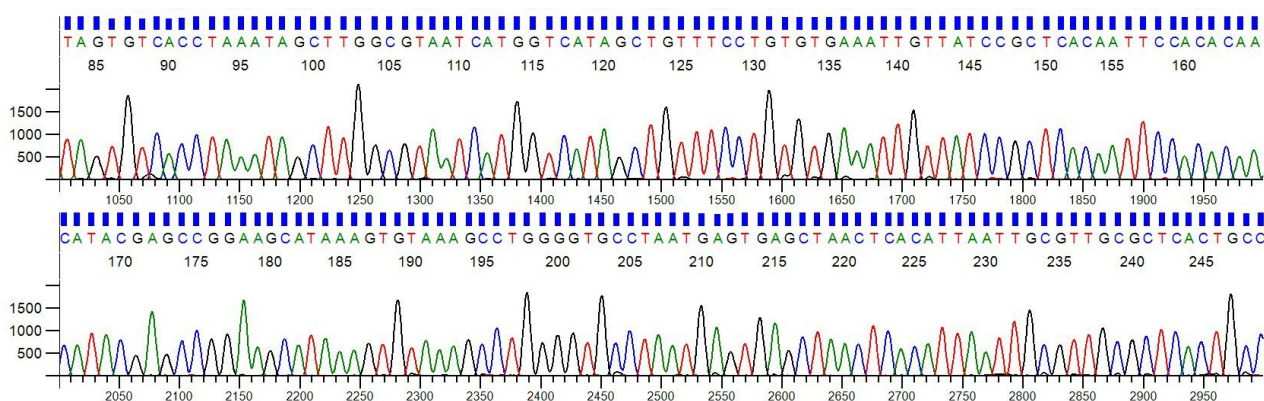 TAGTGTCACCTAAATAGCTTGGCGTAATCATGGTCATAGCTGTTTCCTGTGTGAAATTGTTATCCGCTCACAATTCCACACAA
85 90 95 100 105 110 115 120 125 130 135 140 145 150 155 160
1500
1000
500
1050 1100 1150 1200 1250 1300 1350 1400 1450 1500 1550 1600 1650 1700 1750 1800 1850 1900 1950
CATACGAGCCGGAAGCATAAAGTGTAAAGCCTGGGGTGCCTAATGAGTGAGCTAACTCACATTAATTGCGTTGCGCTCACTGCC
170 175 180 185 190 195 200 205 210 215 220 225 230 235 240 245
1500
1000
500
2050 2100 2150 2200 2250 2300 2350 2400 2450 2500 2550 2600 2650 2700 2750 2800 2850 2900 2950